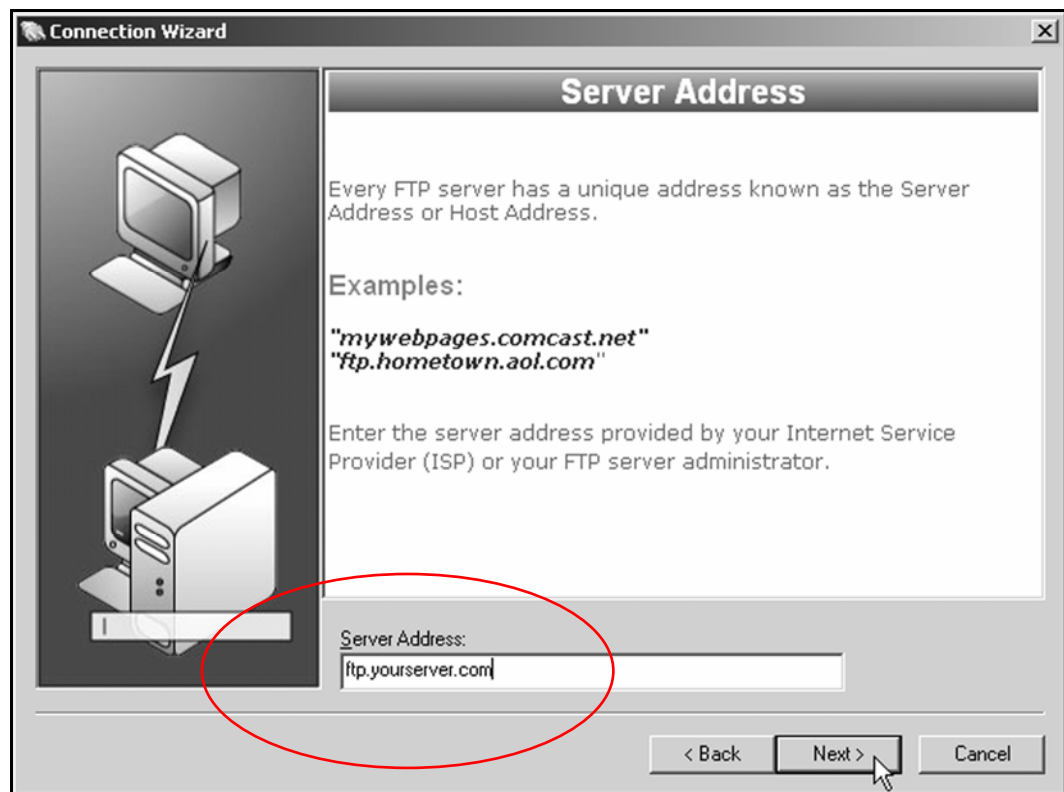 Connection Wizard
Server Address
Every FTP server has a unique address known as the Server
Address or Host Address.
Examples:
"mywebpages.comcast.net"
"ftp.hometown.aol.com"
Enter the server address provided by your Internet Service
Provider (ISP) or your FTP server administrator.
Server Address:
ftp.yourserver.com
< Back Next > Cancel